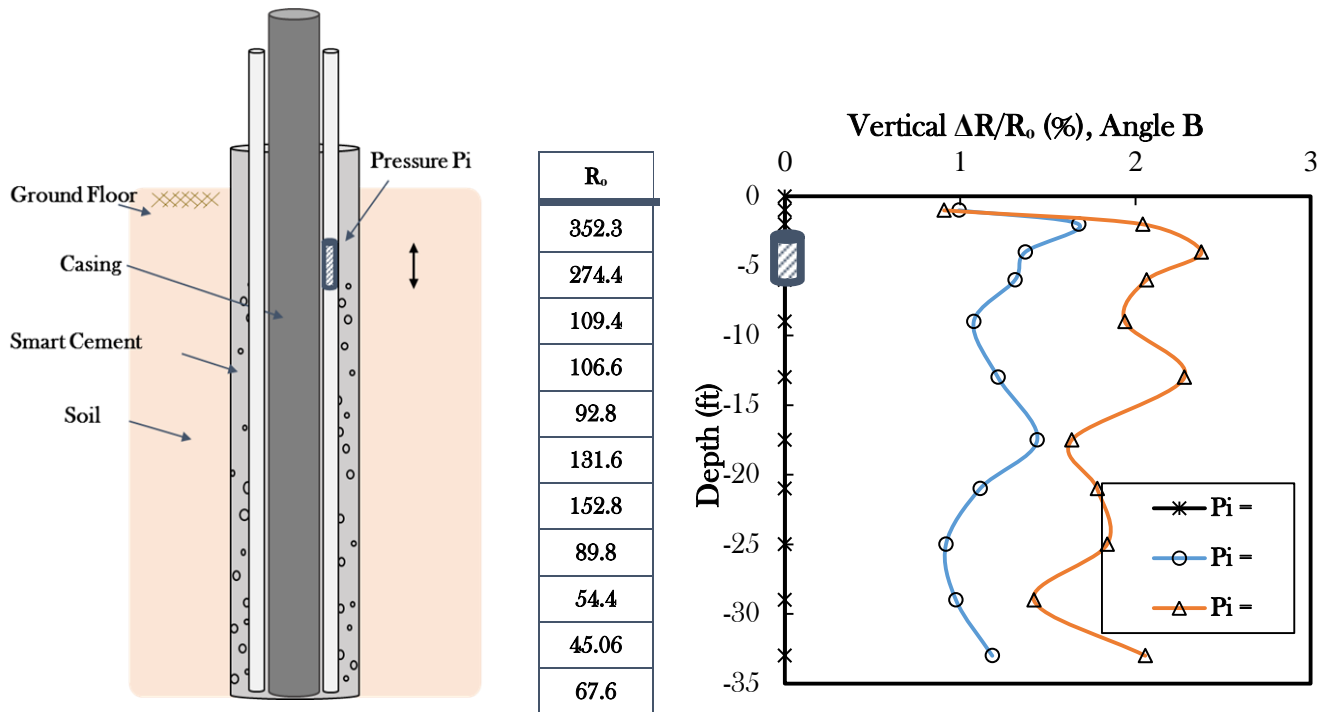 Pressure Pi
Ground Floor
Casing
Smart Cement
Soil
R₀
352.3
274.4
109.4
106.6
92.8
131.6
152.8
89.8
54.4
45.06
67.6
Vertical ΔR/R₀ (%), Angle B
0 1 2 3
0
-5
-10
-15
-20
-25
-30
-35
Depth (ft)
Pi =
Pi =
Pi =